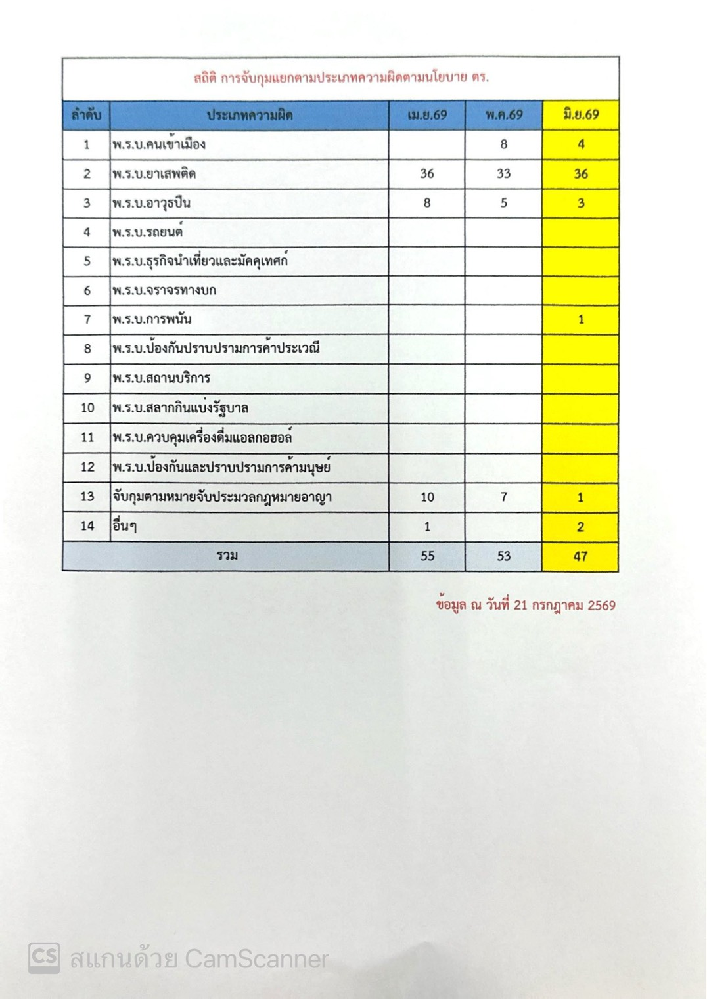 สถิติ การจับกุมแยกตามประเภทความผิดตามนโยบาย ตร.
ลำดับ ประเภทความผิด เม.ย.69 พ.ค.69 มิ.ย.69
1 พ.ร.บ.คนเข้าเมือง 8 4
2 พ.ร.บ.ยาเสพติด 36 33 36
3 พ.ร.บ.อาวุธปืน 8 5 3
4 พ.ร.บ.รถยนต์
5 พ.ร.บ.ธุรกิจนำเที่ยวและมัคคุเทศก์
6 พ.ร.บ.จราจรทางบก
7 พ.ร.บ.การพนัน 1
8 พ.ร.บ.ป้องกันปราบปรามการค้าประเวณี
9 พ.ร.บ.สถานบริการ
10 พ.ร.บ.สลากกินแบ่งรัฐบาล
11 พ.ร.บ.ควบคุมเครื่องดื่มแอลกอฮอล์
12 พ.ร.บ.ป้องกันและปราบปรามการค้ามนุษย์
13 จับกุมตามหมายจับประมวลกฎหมายอาญา 10 7 1
14 อื่นๆ 1 2
รวม 55 53 47
ข้อมูล ณ วันที่ 21 กรกฎาคม 2569
CS สแกนด้วย CamScanner